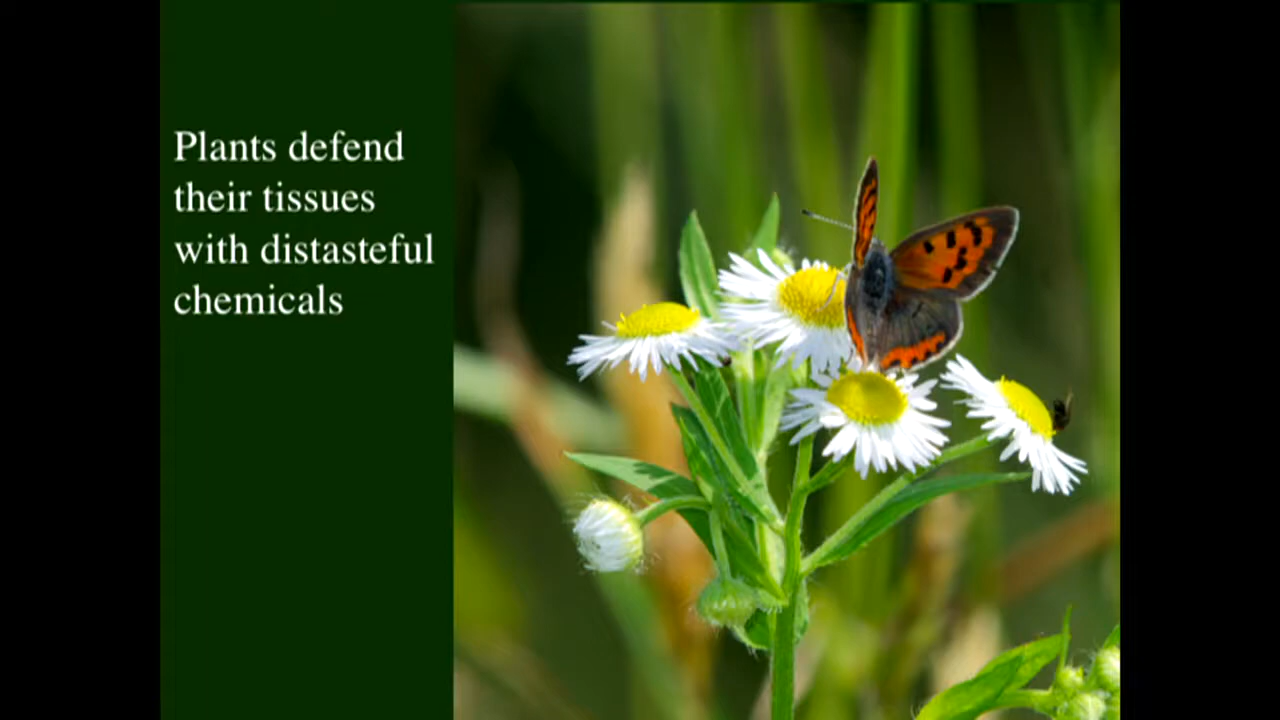 Plants defend
their tissues
with distasteful
chemicals